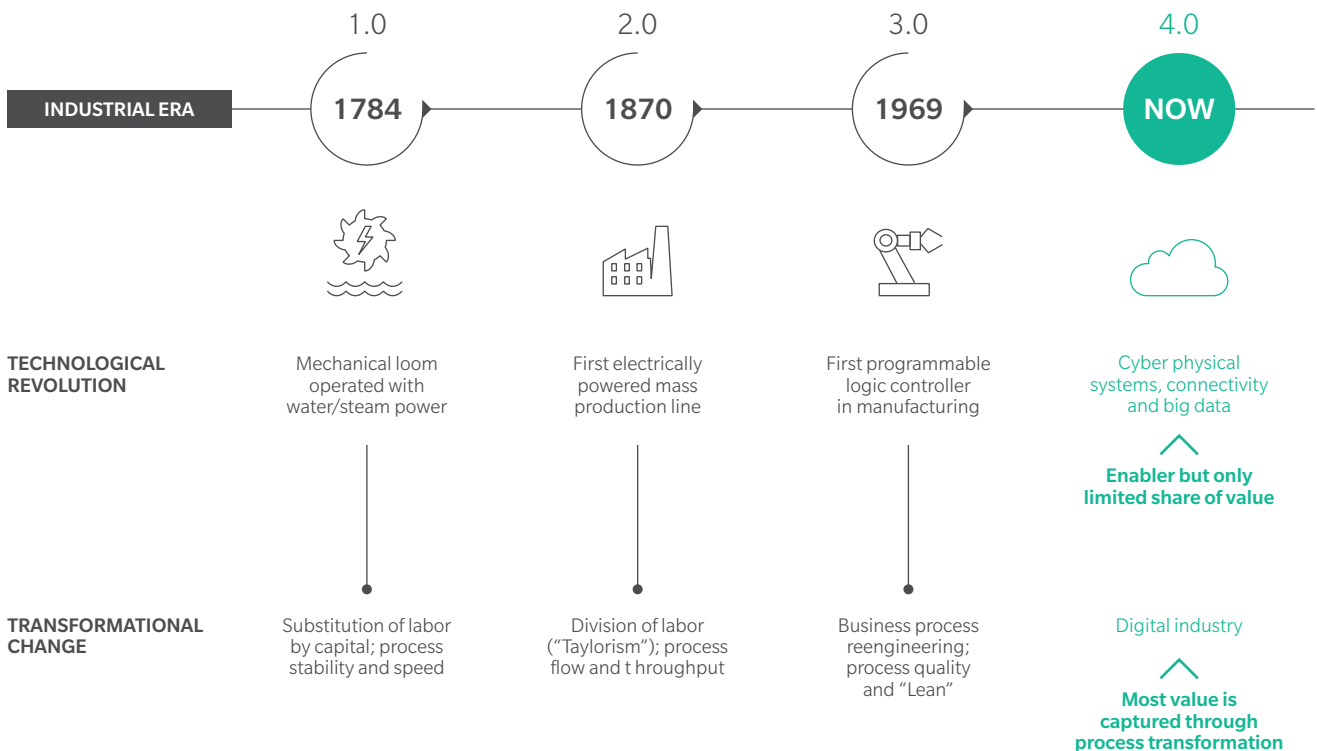 1.0
2.0
3.0
4.0
INDUSTRIAL ERA
1784
1870
1969
NOW
TECHNOLOGICAL
REVOLUTION
Mechanical loom
operated with
water/steam power
First electrically
powered mass
production line
First programmable
logic controller
in manufacturing
Cyber physical
systems, connectivity
and big data
Enabler but only
limited share of value
TRANSFORMATIONAL
CHANGE
Substitution of labor
by capital; process
stability and speed
Division of labor
(“Taylorism”); process
flow and t hroughput
Business process
reengineering;
process quality
and “Lean”
Digital industry
Most value is
captured through
process transformation